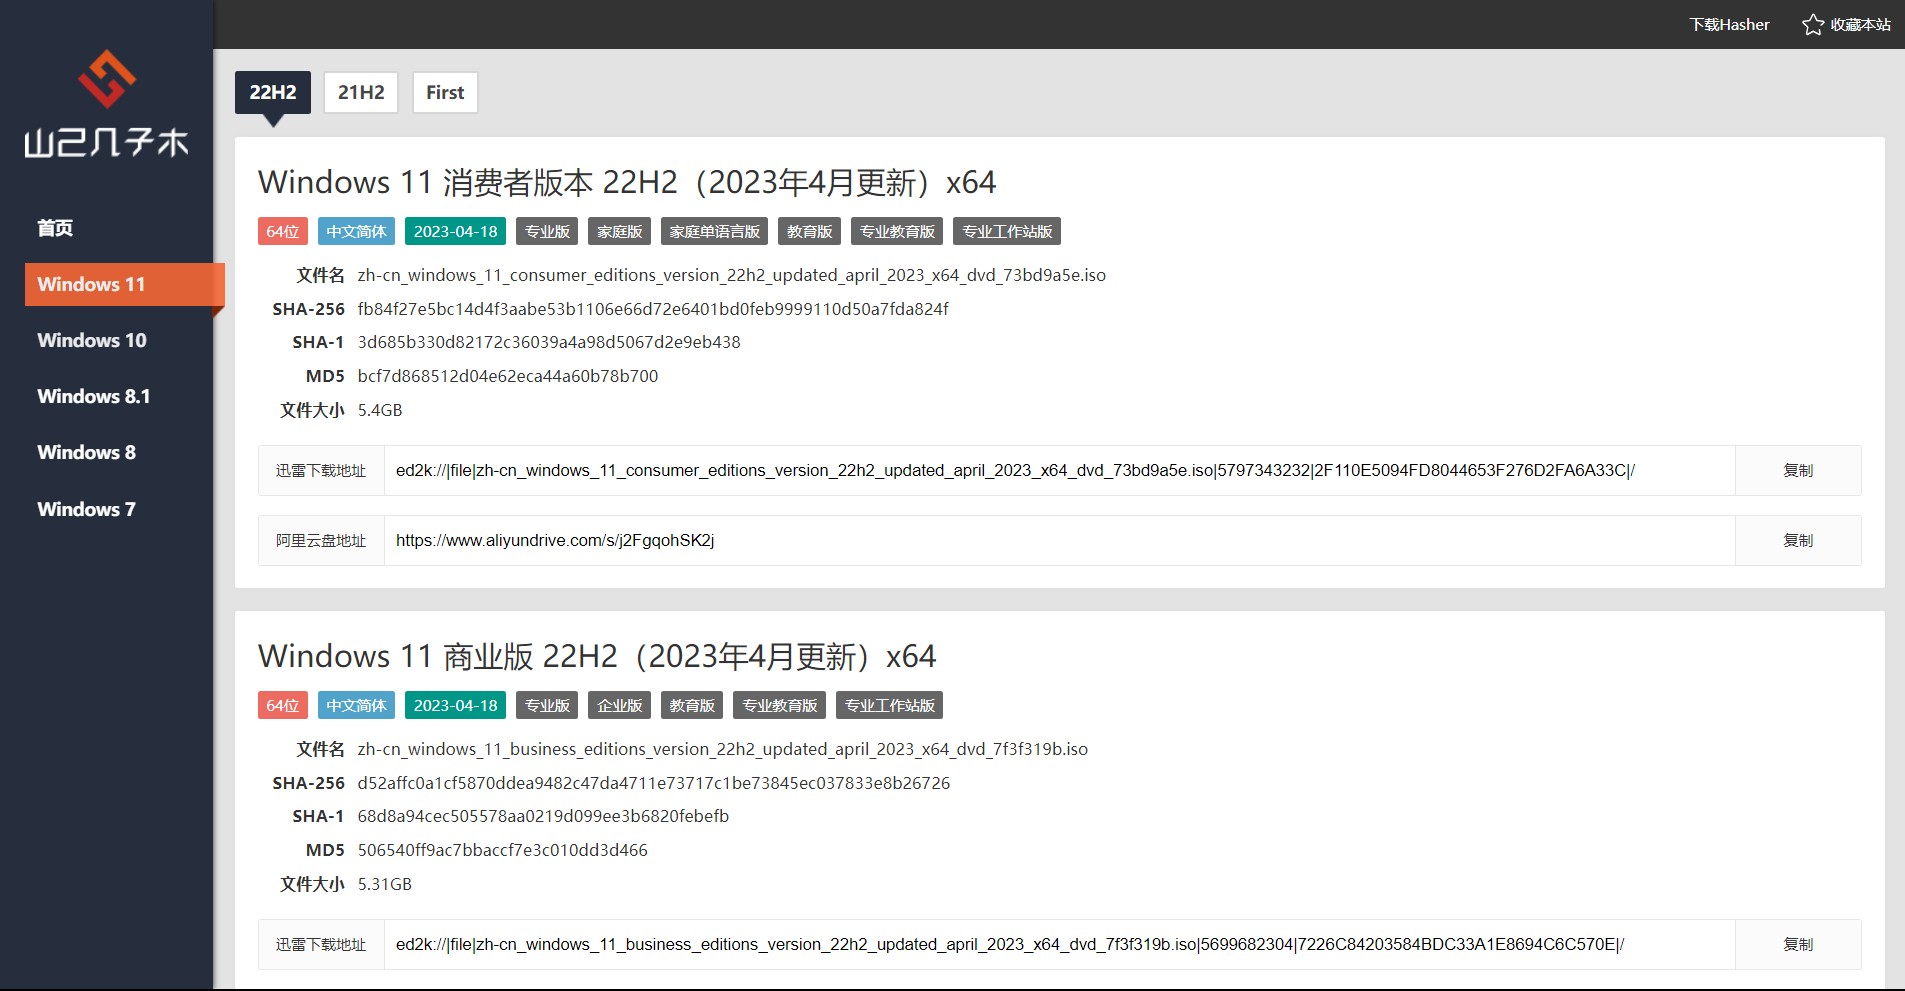 下载Hasher
收藏本站
山己几子木
首页
Windows 11
Windows 10
Windows 8.1
Windows 8
Windows 7
22H2
21H2
First
Windows 11 消费者版本 22H2（2023年4月更新）x64
64位 中文简体 2023-04-18 专业版 家庭版 家庭单语言版 教育版 专业教育版 专业工作站版
文件名 zh-cn_windows_11_consumer_editions_version_22h2_updated_april_2023_x64_dvd_73bd9a5e.iso
SHA-256 fb84f27e5bc14d4f3aabe53b1106e66d72e6401bd0feb9999110d50a7fda824f
SHA-1 3d685b330d82172c36039a4a98d5067d2e9eb438
MD5 bcf7d868512d04e62eca44a60b78b700
文件大小 5.4GB
迅雷下载地址 ed2k://|file|zh-cn_windows_11_consumer_editions_version_22h2_updated_april_2023_x64_dvd_73bd9a5e.iso|5797343232|2F110E5094FD8044653F276D2FA6A33C|/ 复制
阿里云盘地址 https://www.aliyundrive.com/s/j2FgqohSK2j 复制
Windows 11 商业版 22H2（2023年4月更新）x64
64位 中文简体 2023-04-18 专业版 企业版 教育版 专业教育版 专业工作站版
文件名 zh-cn_windows_11_business_editions_version_22h2_updated_april_2023_x64_dvd_7f3f319b.iso
SHA-256 d52affc0a1cf5870ddea9482c47da4711e73717c1be73845ec037833e8b26726
SHA-1 68d8a94cec505578aa0219d099ee3b6820febefb
MD5 506540ff9ac7bbaccf7e3c010dd3d466
文件大小 5.31GB
迅雷下载地址 ed2k://|file|zh-cn_windows_11_business_editions_version_22h2_updated_april_2023_x64_dvd_7f3f319b.iso|5699682304|7226C84203584BDC33A1E8694C6C570E|/ 复制